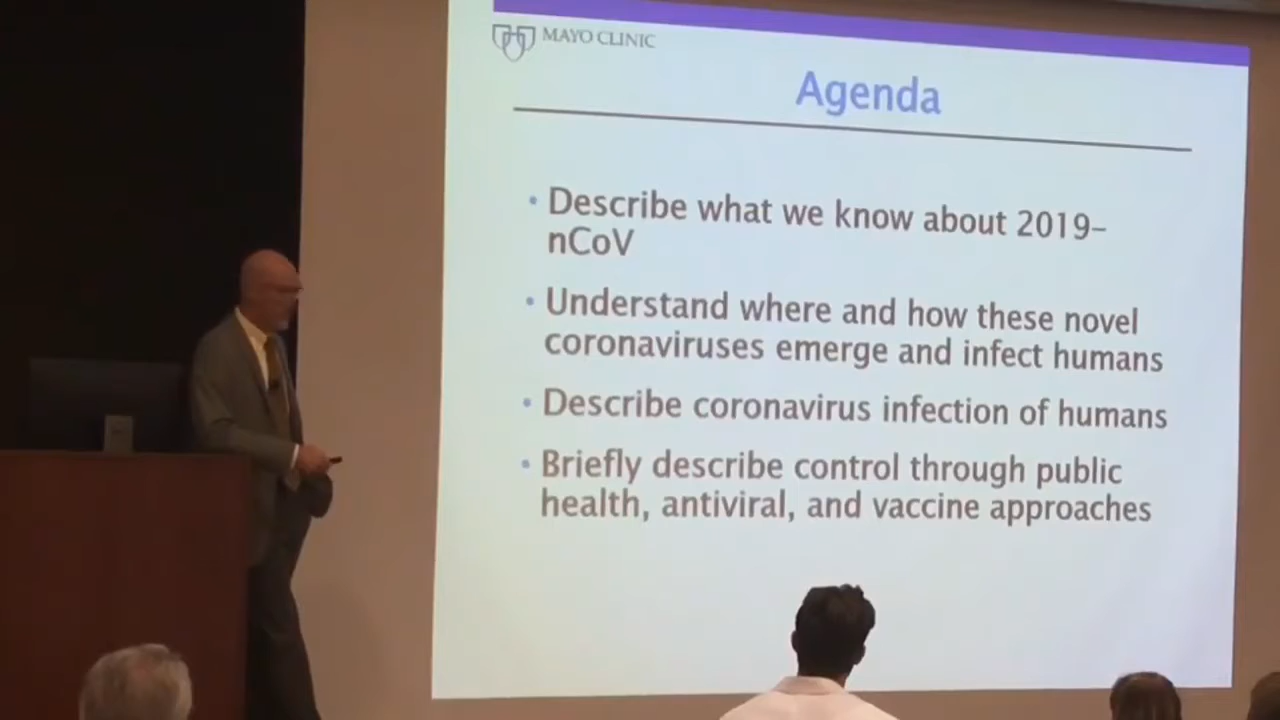 MAYO CLINIC
Agenda
• Describe what we know about 2019–
nCoV
• Understand where and how these novel
coronaviruses emerge and infect humans
• Describe coronavirus infection of humans
• Briefly describe control through public
health, antiviral, and vaccine approaches